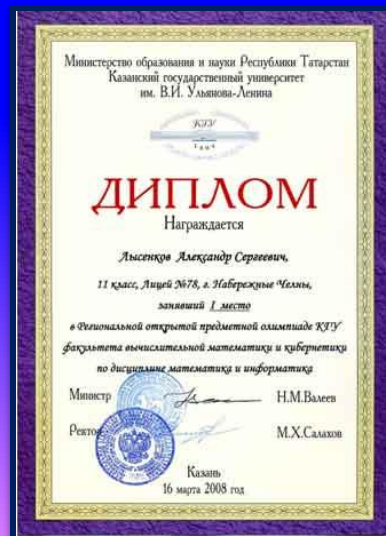 Министерство образования и науки Республики Татарстан
Казанский государственный университет
им. В.И. Ульянова-Ленина
КГУ
1804
ДИПЛОМ
Награждается
Лысенков Александр Сергеевич,
11 класс, Лицей №78, г. Набережные Челны,
занявший I место
в Региональной открытой предметной олимпиаде КГУ
факультета вычислительной математики и кибернетики
по дисциплине математика и информатика
Министр Н.М.Валеев
Ректор М.Х.Салахов
Казань
16 марта 2008 год